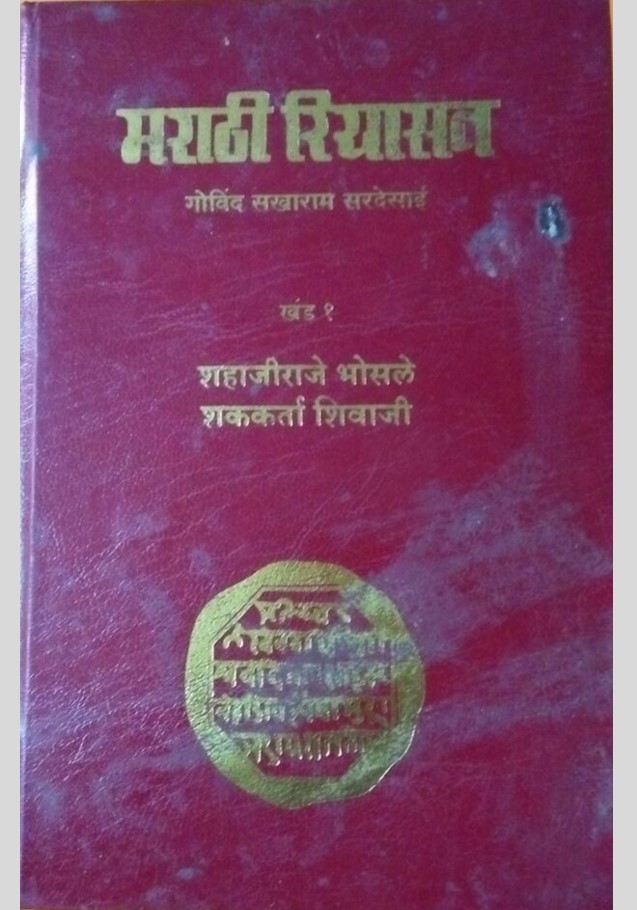 मराठी रियासत
गोविंद सखाराम सरदेसाई
खंड १
शहाजीराजे भोसले
शककर्ता शिवाजी